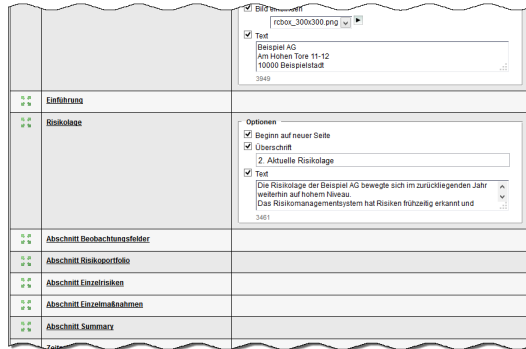 Bild
rcbox_300x300.png
Text
Beispiel AG
Am Hohen Tore 11-12
10000 Beispielstadt
3949
Einführung
Risikolage
Optionen
Beginn auf neuer Seite
Überschrift
2. Aktuelle Risikolage
Text
Die Risikolage der Beispiel AG bewegte sich im zurückliegenden Jahr
weiterhin auf hohem Niveau.
Das Risikomanagementsystem hat Risiken frühzeitig erkannt und
3461
Abschnitt Beobachtungsfelder
Abschnitt Risikoportfolio
Abschnitt Einzelrisiken
Abschnitt Einzelmaßnahmen
Abschnitt Summary